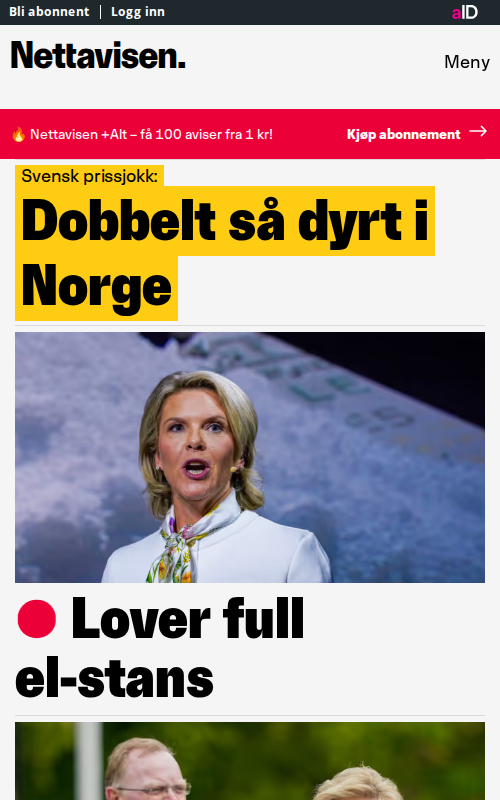 Bli abonnent
Logg inn
aID
Nettavisen.
Meny
🔥 Nettavisen +Alt – få 100 aviser fra 1 kr!
Kjøp abonnement →
Svensk prissjokk:
Dobbelt så dyrt i
Norge
Lover full
el-stans